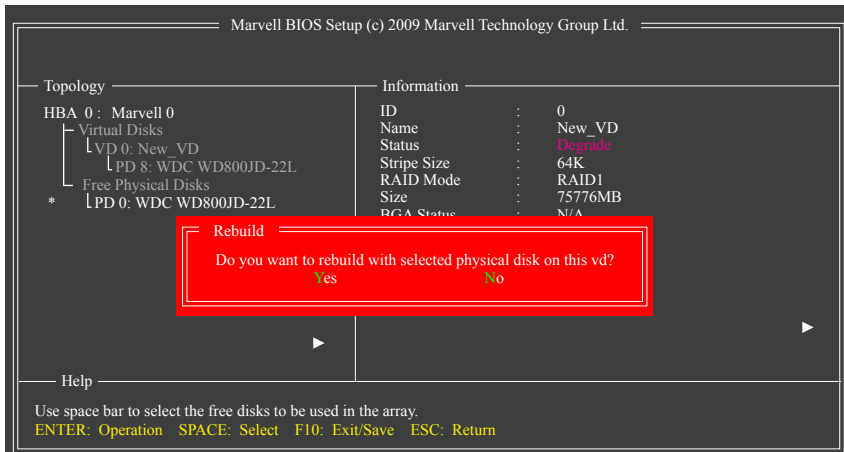 Marvell BIOS Setup (c) 2009 Marvell Technology Group Ltd.
Topology
HBA 0 : Marvell 0
Virtual Disks
VD 0: New_VD
PD 8: WDC WD800JD-22L
Free Physical Disks
* PD 0: WDC WD800JD-22L
Information
ID : 0
Name : New_VD
Status : Degrade
Stripe Size : 64K
RAID Mode : RAID1
Size : 75776MB
BGA Status : N/A
Rebuild
Do you want to rebuild with selected physical disk on this vd?
Yes No
Help
Use space bar to select the free disks to be used in the array.
ENTER: Operation SPACE: Select F10: Exit/Save ESC: Return